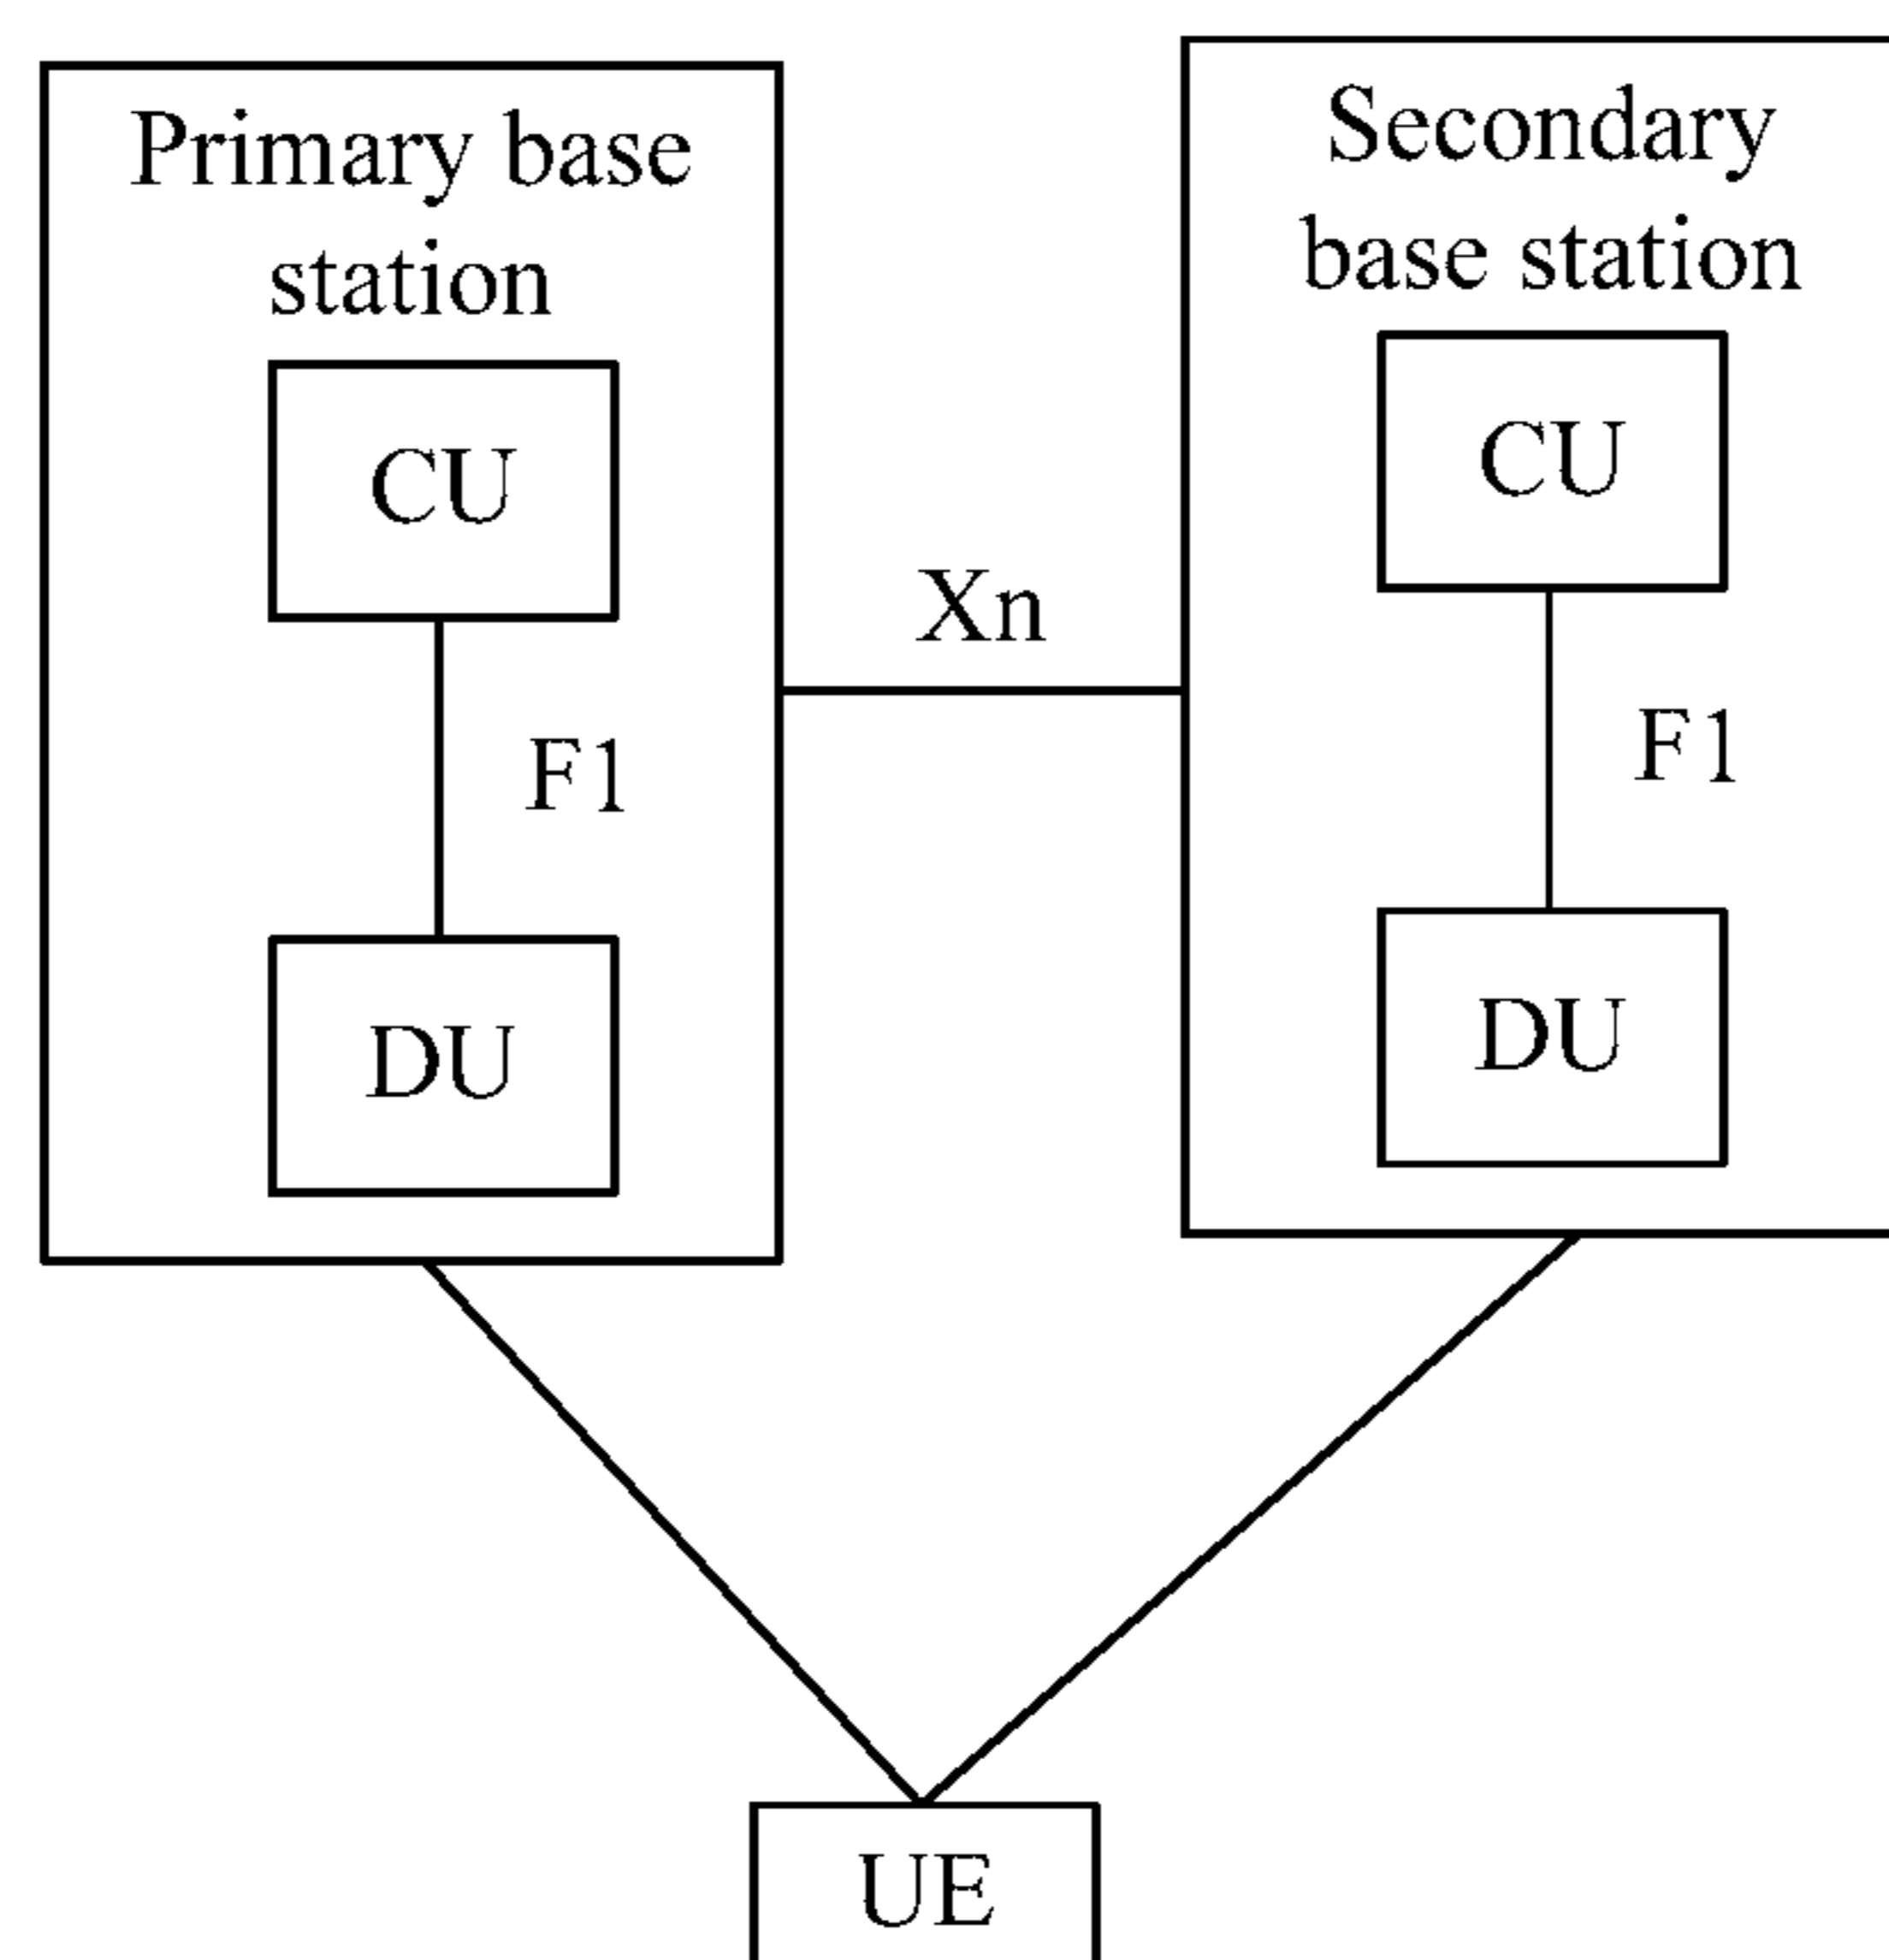 Primary base
station
CU
F1
DU
Xn
Secondary
base station
CU
F1
DU
UE